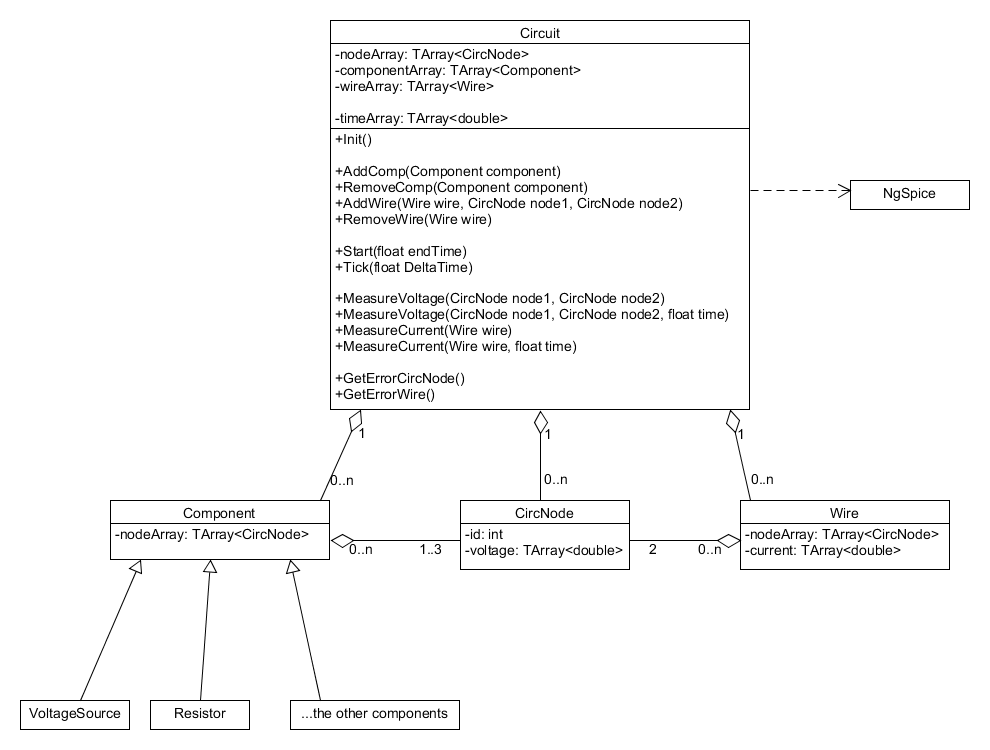 Circuit
-nodeArray: TArray<CircNode>
-componentArray: TArray<Component>
-wireArray: TArray<Wire>
-timeArray: TArray<double>
+Init()
+AddComp(Component component)
+RemoveComp(Component component)
+AddWire(Wire wire, CircNode node1, CircNode node2)
+RemoveWire(Wire wire)
+Start(float endTime)
+Tick(float DeltaTime)
+MeasureVoltage(CircNode node1, CircNode node2)
+MeasureVoltage(CircNode node1, CircNode node2, float time)
+MeasureCurrent(Wire wire)
+MeasureCurrent(Wire wire, float time)
+GetErrorCircNode()
+GetErrorWire()
NgSpice
1
1
1
0..n
0..n
0..n
Component
-nodeArray: TArray<CircNode>
0..n
1..3
CircNode
-id: int
-voltage: TArray<double>
2
0..n
Wire
-nodeArray: TArray<CircNode>
-current: TArray<double>
VoltageSource
Resistor
...the other components